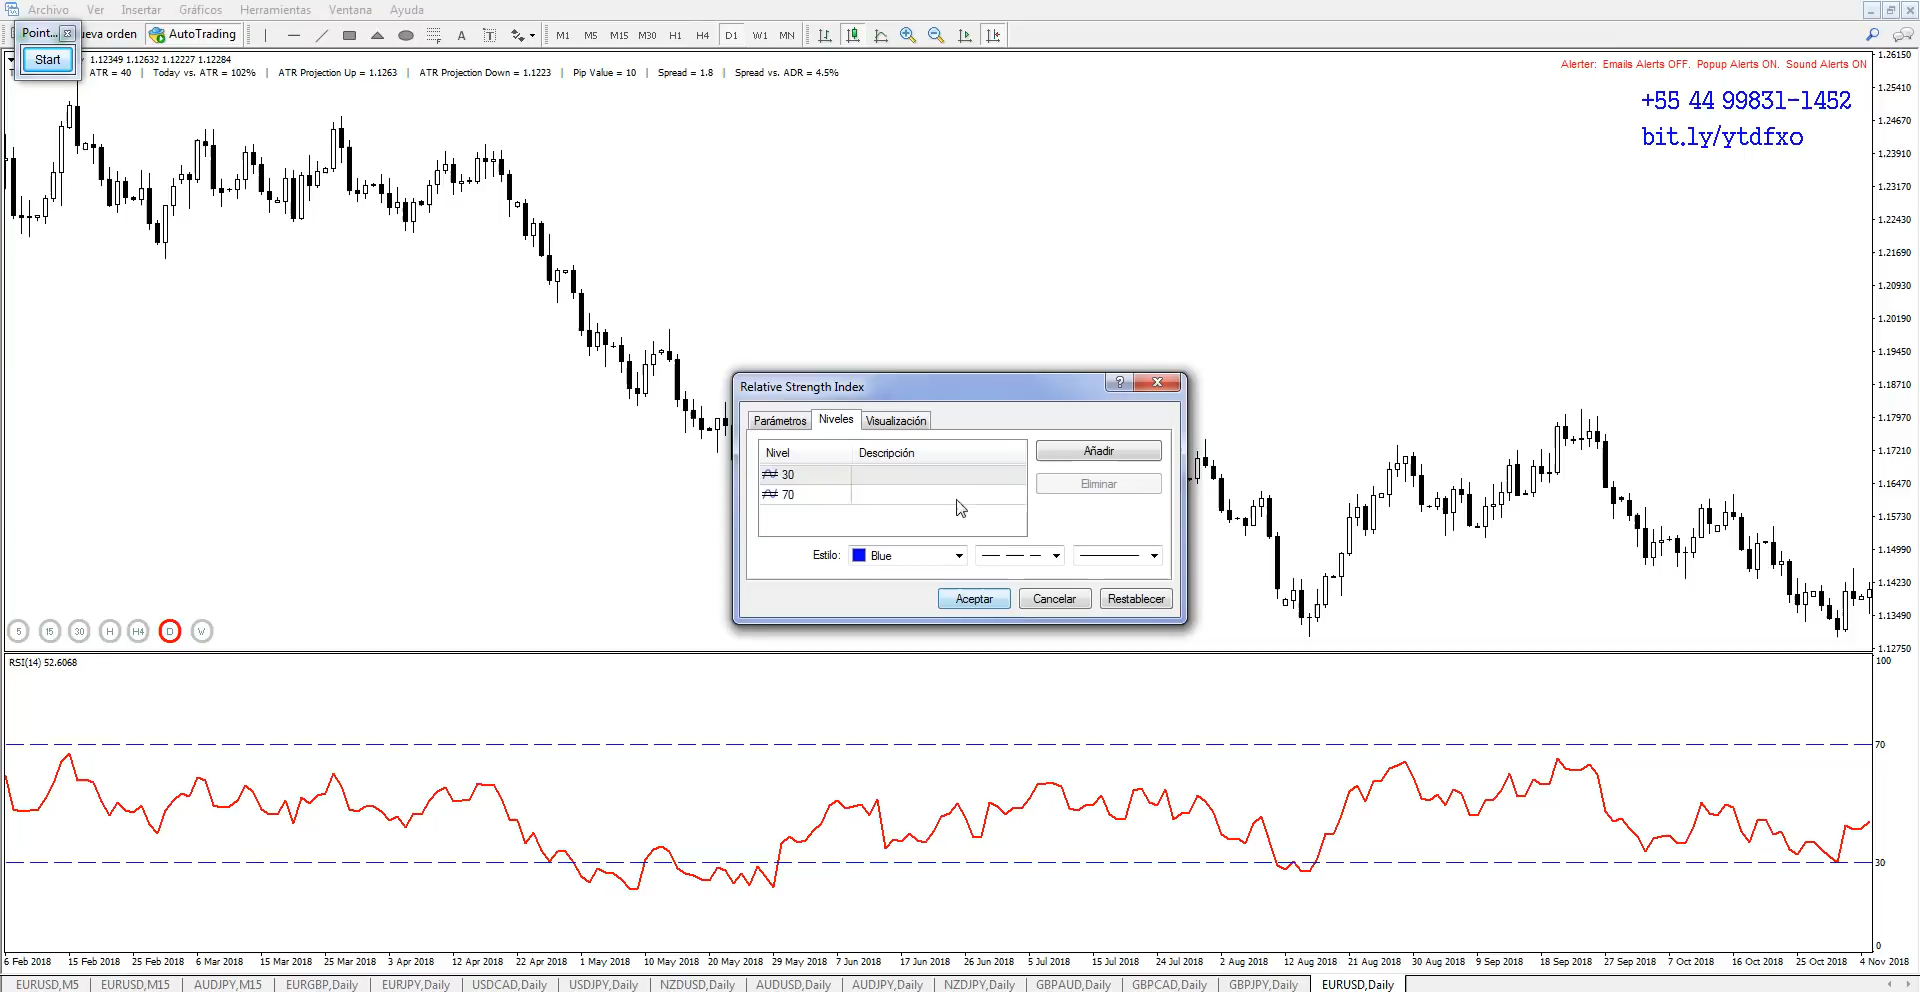 Archivo Ver Insertar Gráficos Herramientas Ventana Ayuda
Point... ueva orden AutoTrading A T M1 M5 M15 M30 H1 H4 D1 W1 MN
Start
1.12349 1.12632 1.12227 1.12284
ATR = 40 | Today vs. ATR = 102% | ATR Projection Up = 1.1263 | ATR Projection Down = 1.1223 | Pip Value = 10 | Spread = 1.8 | Spread vs. ADR = 4.5%
Alerter: Emails Alerts OFF. Popup Alerts ON. Sound Alerts ON
+55 44 99831-1452
bit.ly/ytdfxo
1.26150
1.25410
1.24670
1.23910
1.23170
1.22430
1.21690
1.20930
1.20190
1.19450
1.18710
1.17970
1.17210
1.16470
1.15730
1.14990
1.14230
1.13490
1.12750
Relative Strength Index ?
Parámetros Niveles Visualización
Nivel Descripción Añadir
30
Eliminar
70
Estilo: Blue
Aceptar Cancelar Restablecer
5 15 30 H H4 D W
RSI(14) 52.6068
100
70
30
0
6 Feb 2018 15 Feb 2018 25 Feb 2018 6 Mar 2018 15 Mar 2018 25 Mar 2018 3 Apr 2018 12 Apr 2018 22 Apr 2018 1 May 2018 10 May 2018 20 May 2018 29 May 2018 7 Jun 2018 17 Jun 2018 26 Jun 2018 5 Jul 2018 15 Jul 2018 24 Jul 2018 2 Aug 2018 12 Aug 2018 21 Aug 2018 30 Aug 2018 9 Sep 2018 18 Sep 2018 27 Sep 2018 7 Oct 2018 16 Oct 2018 25 Oct 2018 4 Nov 2018
EURUSD,M5 EURUSD,M15 AUDJPY,M15 EURGBP,Daily EURJPY,Daily USDCAD,Daily USDJPY,Daily NZDUSD,Daily AUDUSD,Daily AUDJPY,Daily NZDJPY,Daily GBPAUD,Daily GBPCAD,Daily GBPJPY,Daily EURUSD,Daily